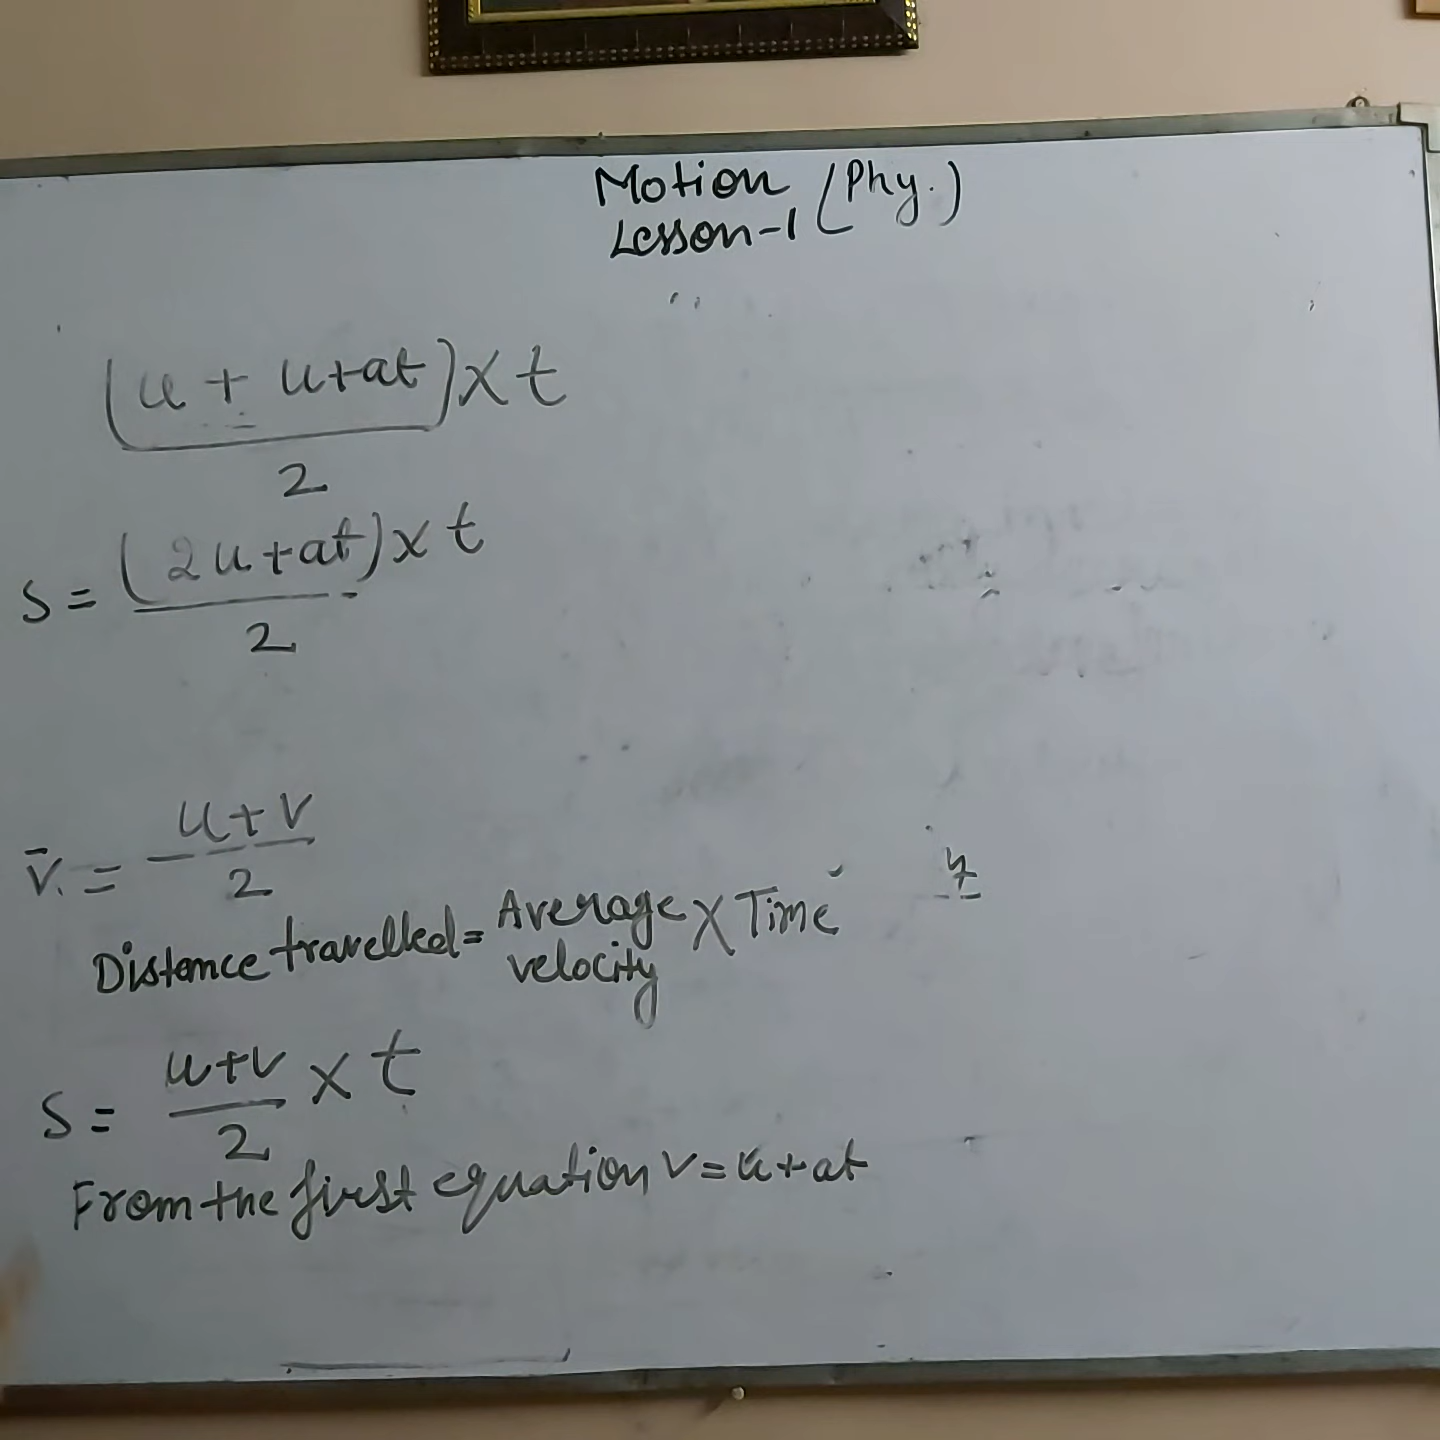 Motion (Phy.)
Lesson-1
(u + u+at) x t
2
s = (2u+at) x t
2
v̄. = u+v
2
Distance travelled = Average velocity X Time
s = u+v x t
2
From the first equation v = u+at